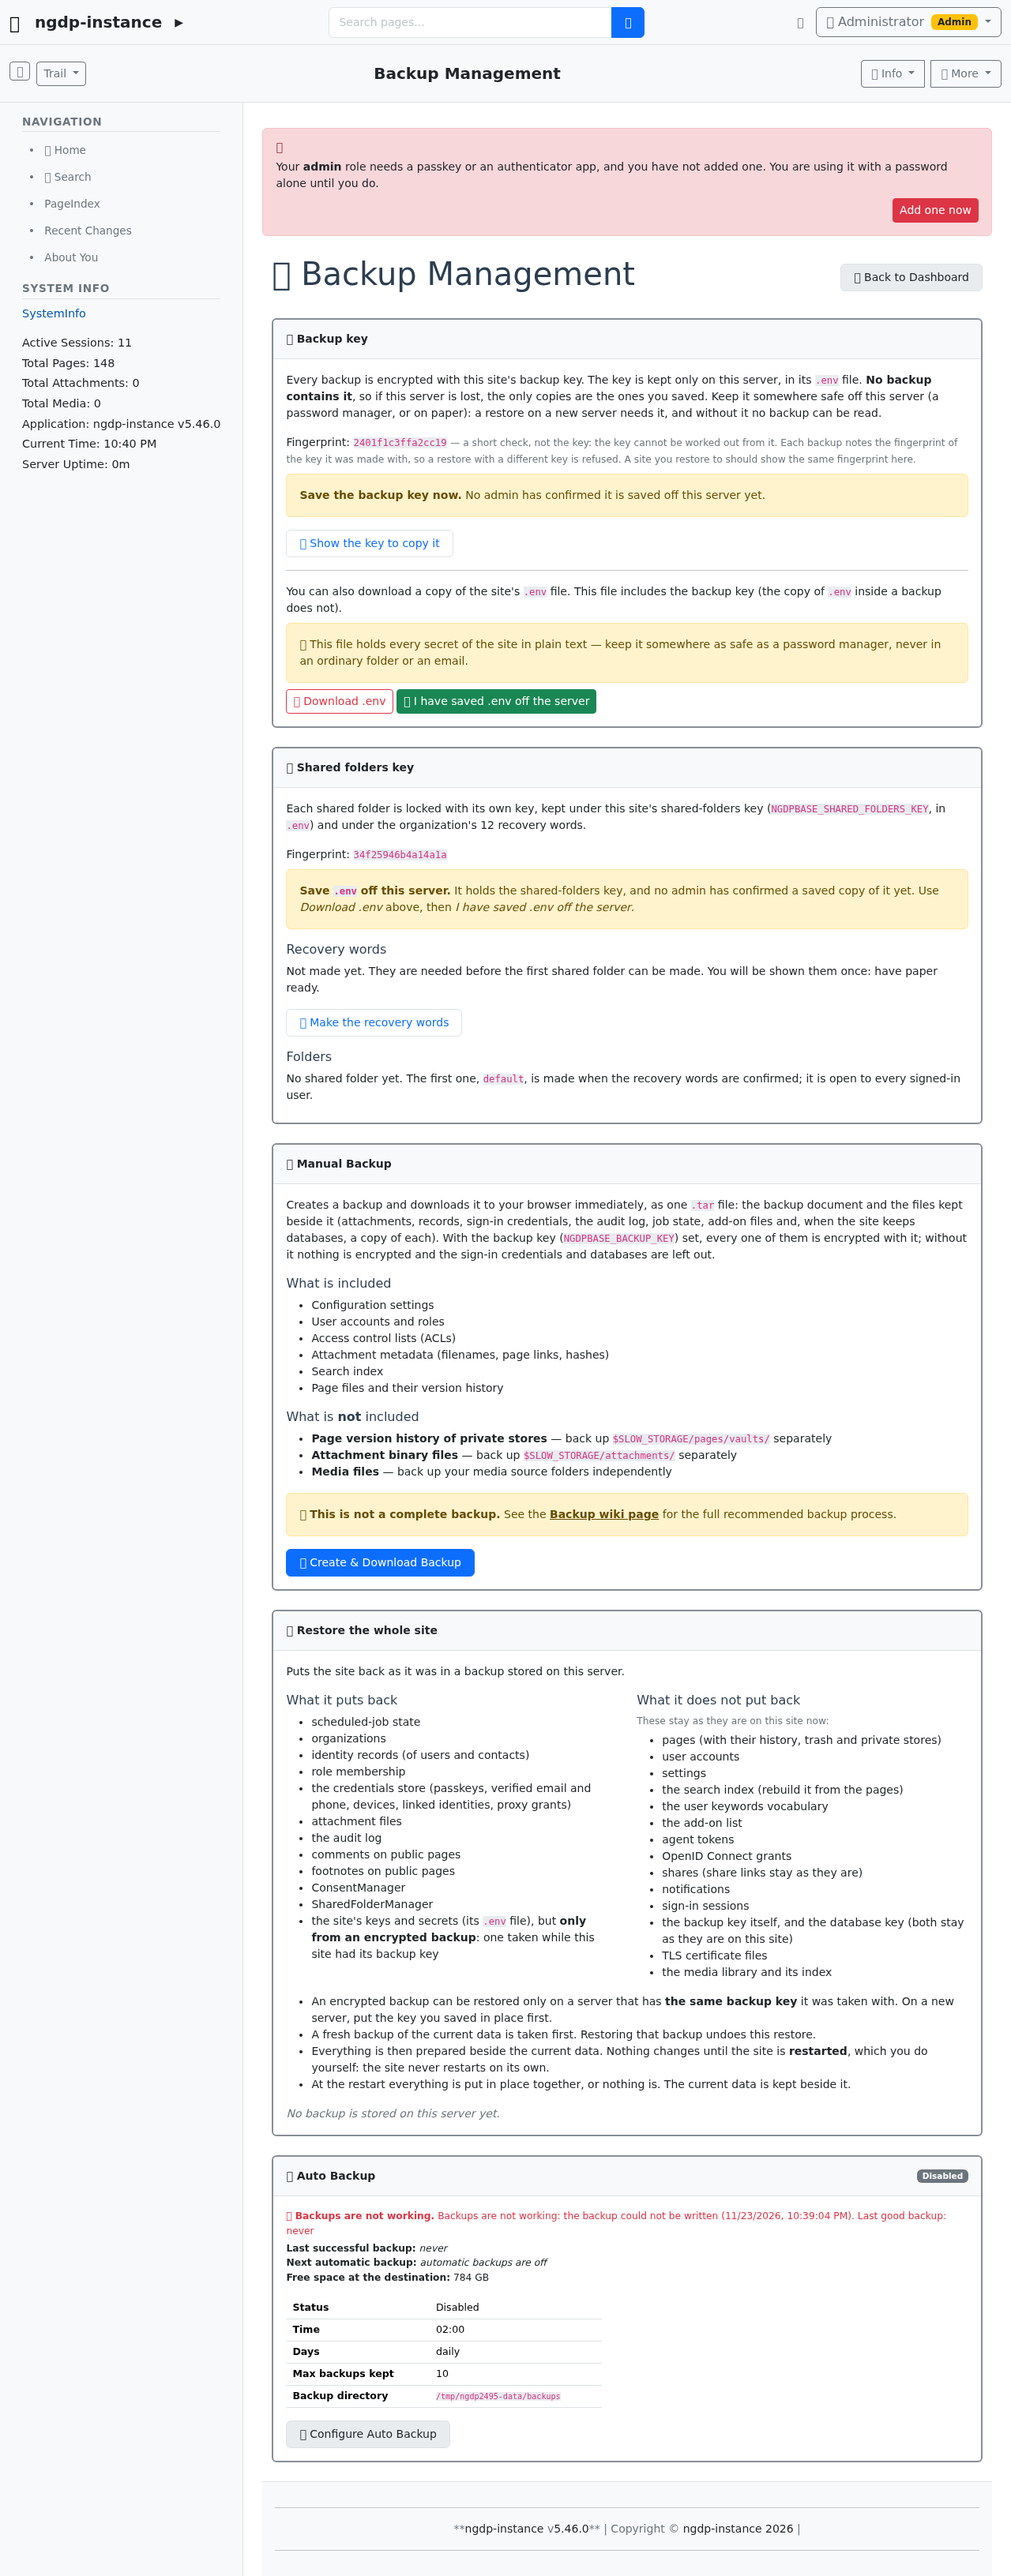 ngdp-instance ▶
Search pages...
Administrator Admin
Trail
Backup Management
Info
More
NAVIGATION
• Home
• Search
• PageIndex
• Recent Changes
• About You
SYSTEM INFO
SystemInfo
Active Sessions: 11
Total Pages: 148
Total Attachments: 0
Total Media: 0
Application: ngdp-instance v5.46.0
Current Time: 10:40 PM
Server Uptime: 0m
Your admin role needs a passkey or an authenticator app, and you have not added one. You are using it with a password
alone until you do.
Add one now
Backup Management
Back to Dashboard
Backup key
Every backup is encrypted with this site's backup key. The key is kept only on this server, in its .env file. No backup
contains it, so if this server is lost, the only copies are the ones you saved. Keep it somewhere safe off this server (a
password manager, or on paper): a restore on a new server needs it, and without it no backup can be read.
Fingerprint: 2401f1c3ffa2cc19 — a short check, not the key: the key cannot be worked out from it. Each backup notes the fingerprint of
the key it was made with, so a restore with a different key is refused. A site you restore to should show the same fingerprint here.
Save the backup key now. No admin has confirmed it is saved off this server yet.
Show the key to copy it
You can also download a copy of the site's .env file. This file includes the backup key (the copy of .env inside a backup
does not).
This file holds every secret of the site in plain text — keep it somewhere as safe as a password manager, never in
an ordinary folder or an email.
Download .env
I have saved .env off the server
Shared folders key
Each shared folder is locked with its own key, kept under this site's shared-folders key (NGDPBASE_SHARED_FOLDERS_KEY, in
.env) and under the organization's 12 recovery words.
Fingerprint: 34f25946b4a14a1a
Save .env off this server. It holds the shared-folders key, and no admin has confirmed a saved copy of it yet. Use
Download .env above, then I have saved .env off the server.
Recovery words
Not made yet. They are needed before the first shared folder can be made. You will be shown them once: have paper
ready.
Make the recovery words
Folders
No shared folder yet. The first one, default, is made when the recovery words are confirmed; it is open to every signed-in
user.
Manual Backup
Creates a backup and downloads it to your browser immediately, as one .tar file: the backup document and the files kept
beside it (attachments, records, sign-in credentials, the audit log, job state, add-on files and, when the site keeps
databases, a copy of each). With the backup key (NGDPBASE_BACKUP_KEY) set, every one of them is encrypted with it; without
it nothing is encrypted and the sign-in credentials and databases are left out.
What is included
• Configuration settings
• User accounts and roles
• Access control lists (ACLs)
• Attachment metadata (filenames, page links, hashes)
• Search index
• Page files and their version history
What is not included
• Page version history of private stores — back up $SLOW_STORAGE/pages/vaults/ separately
• Attachment binary files — back up $SLOW_STORAGE/attachments/ separately
• Media files — back up your media source folders independently
This is not a complete backup. See the Backup wiki page for the full recommended backup process.
Create & Download Backup
Restore the whole site
Puts the site back as it was in a backup stored on this server.
What it puts back
• scheduled-job state
• organizations
• identity records (of users and contacts)
• role membership
• the credentials store (passkeys, verified email and
phone, devices, linked identities, proxy grants)
• attachment files
• the audit log
• comments on public pages
• footnotes on public pages
• ConsentManager
• SharedFolderManager
• the site's keys and secrets (its .env file), but only
from an encrypted backup: one taken while this
site had its backup key
What it does not put back
These stay as they are on this site now:
• pages (with their history, trash and private stores)
• user accounts
• settings
• the search index (rebuild it from the pages)
• the user keywords vocabulary
• the add-on list
• agent tokens
• OpenID Connect grants
• shares (share links stay as they are)
• notifications
• sign-in sessions
• the backup key itself, and the database key (both stay
as they are on this site)
• TLS certificate files
• the media library and its index
• An encrypted backup can be restored only on a server that has the same backup key it was taken with. On a new
server, put the key you saved in place first.
• A fresh backup of the current data is taken first. Restoring that backup undoes this restore.
• Everything is then prepared beside the current data. Nothing changes until the site is restarted, which you do
yourself: the site never restarts on its own.
• At the restart everything is put in place together, or nothing is. The current data is kept beside it.
No backup is stored on this server yet.
Auto Backup
Disabled
Backups are not working. Backups are not working: the backup could not be written (11/23/2026, 10:39:04 PM). Last good backup:
never
Last successful backup: never
Next automatic backup: automatic backups are off
Free space at the destination: 784 GB
Status Disabled
Time 02:00
Days daily
Max backups kept 10
Backup directory /tmp/ngdp2495-data/backups
Configure Auto Backup
**ngdp-instance v5.46.0** | Copyright © ngdp-instance 2026 |